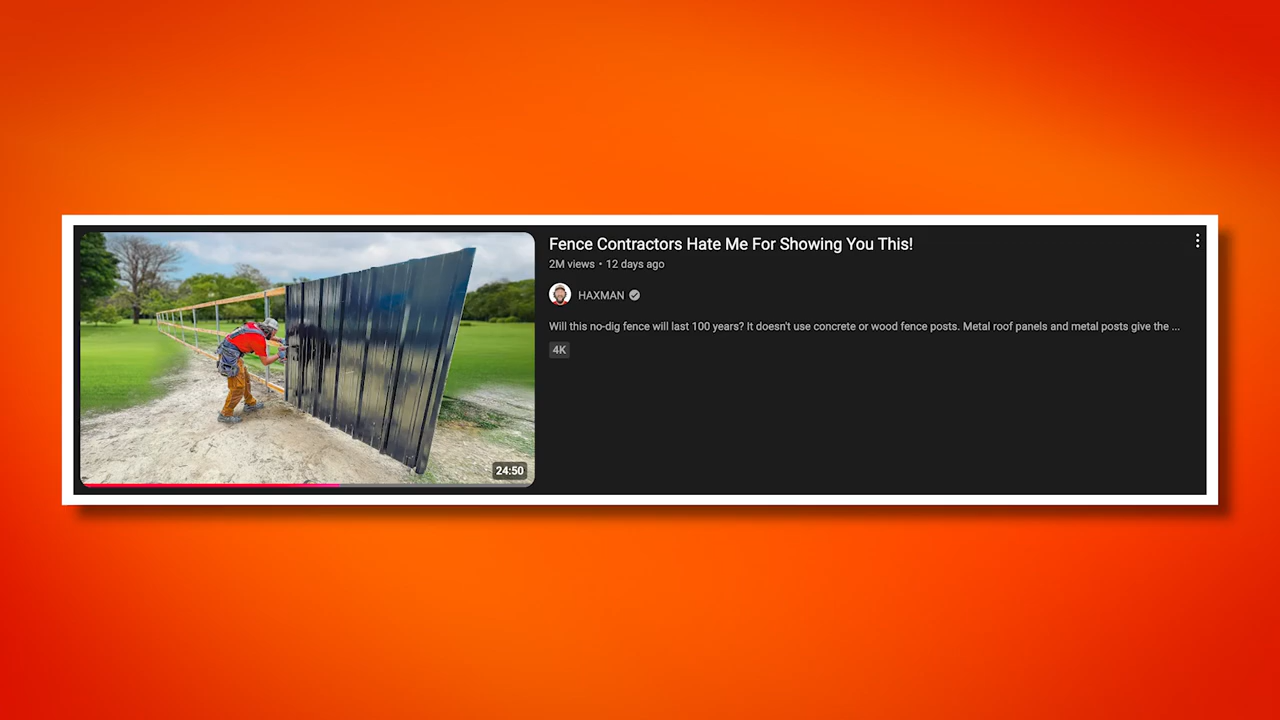 Fence Contractors Hate Me For Showing You This!
2M views • 12 days ago
HAXMAN
Will this no-dig fence will last 100 years? It doesn't use concrete or wood fence posts. Metal roof panels and metal posts give the ...
4K
24:50